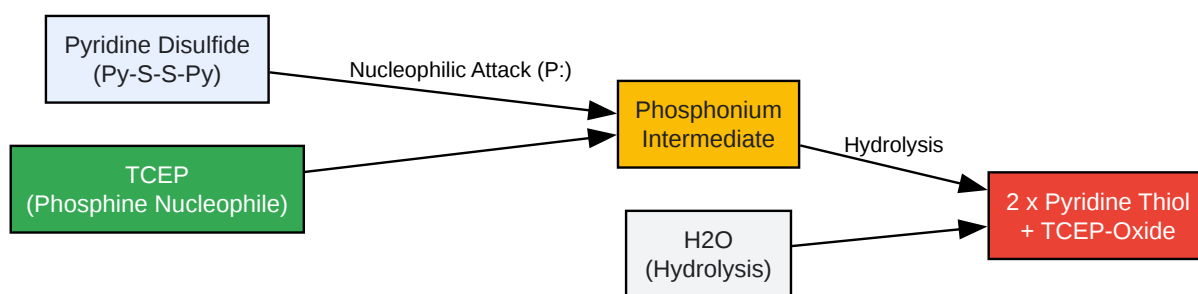 Pyridine Disulfide
(Py-S-S-Py)
Nucleophilic Attack (P:)
TCEP
(Phosphine Nucleophile)
Phosphonium
Intermediate
Hydrolysis
H2O
(Hydrolysis)
2 x Pyridine Thiol
+ TCEP-Oxide